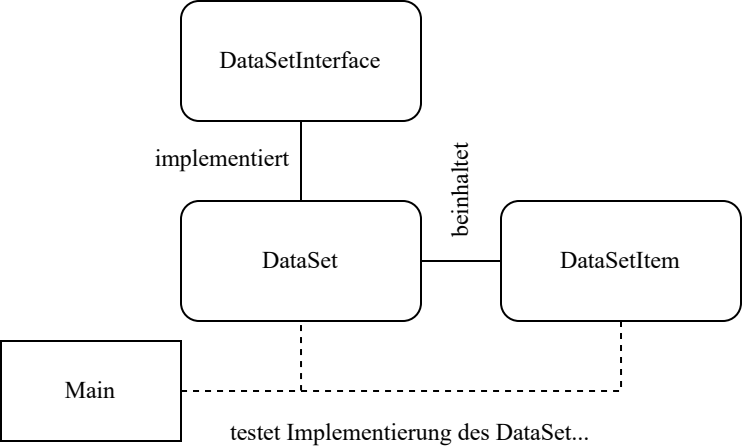 DataSetInterface
implementiert
beinhaltet
DataSet
DataSetItem
Main
testet Implementierung des DataSet...